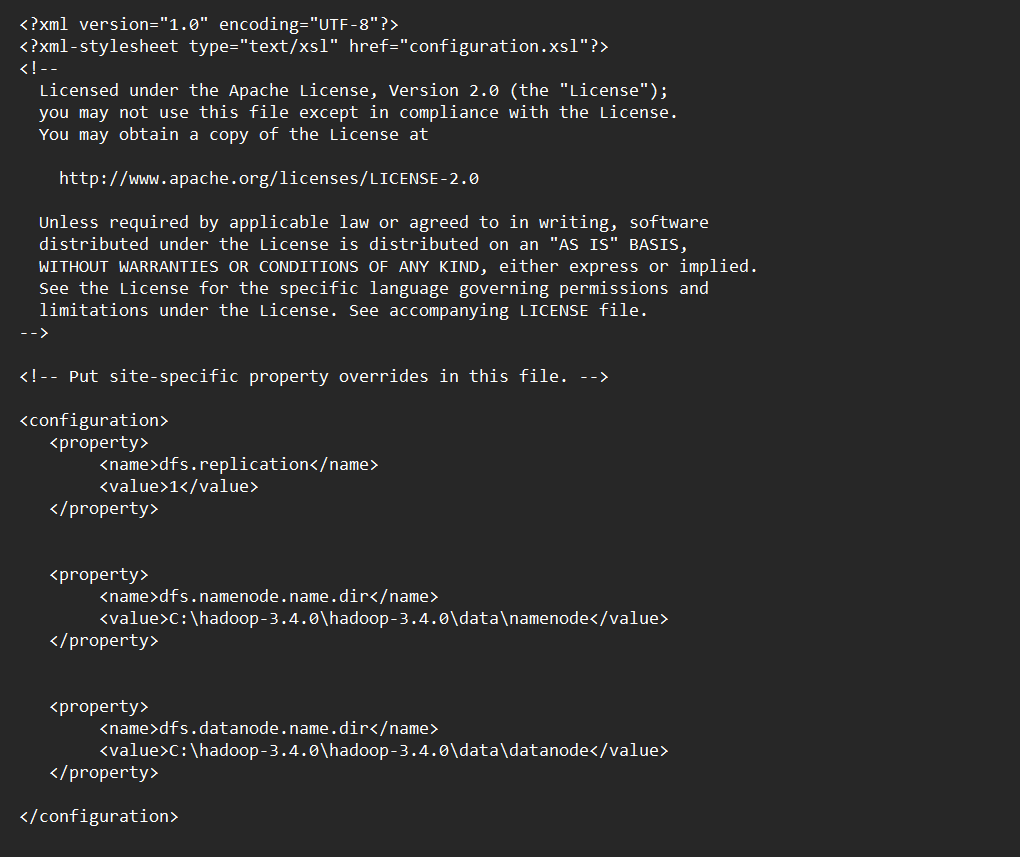 <?xml version="1.0" encoding="UTF-8"?>
<?xml-stylesheet type="text/xsl" href="configuration.xsl"?>
<!--
  Licensed under the Apache License, Version 2.0 (the "License");
  you may not use this file except in compliance with the License.
  You may obtain a copy of the License at

    http://www.apache.org/licenses/LICENSE-2.0

  Unless required by applicable law or agreed to in writing, software
  distributed under the License is distributed on an "AS IS" BASIS,
  WITHOUT WARRANTIES OR CONDITIONS OF ANY KIND, either express or implied.
  See the License for the specific language governing permissions and
  limitations under the License. See accompanying LICENSE file.
-->

<!-- Put site-specific property overrides in this file. -->

<configuration>
   <property>
        <name>dfs.replication</name>
        <value>1</value>
   </property>


   <property>
        <name>dfs.namenode.name.dir</name>
        <value>C:\hadoop-3.4.0\hadoop-3.4.0\data\namenode</value>
   </property>


   <property>
        <name>dfs.datanode.name.dir</name>
        <value>C:\hadoop-3.4.0\hadoop-3.4.0\data\datanode</value>
   </property>

</configuration>